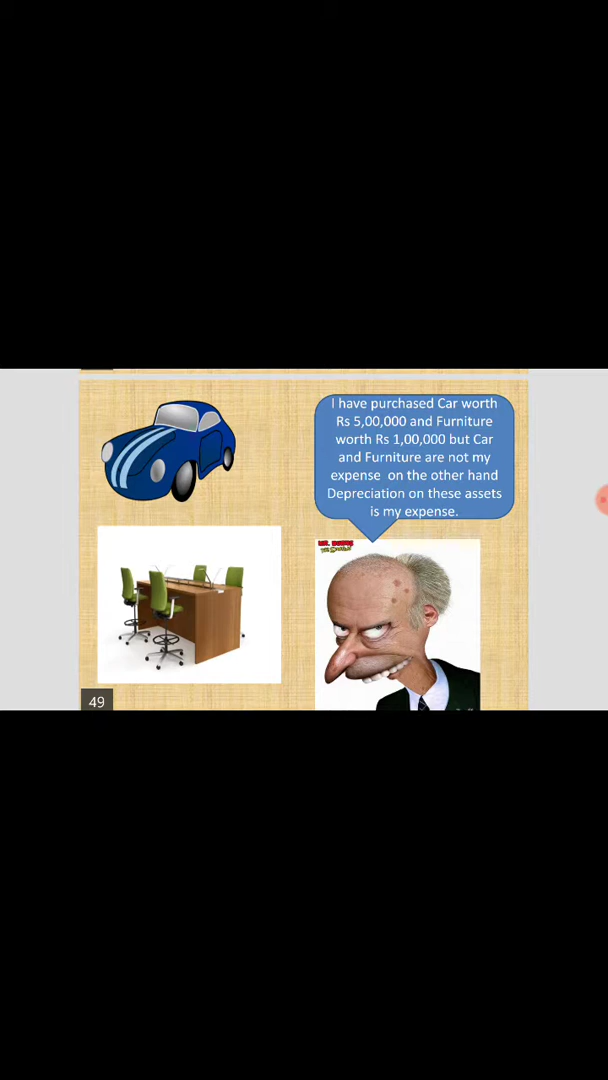 I have purchased Car worth
Rs 5,00,000 and Furniture
worth Rs 1,00,000 but Car
and Furniture are not my
expense on the other hand
Depreciation on these assets
is my expense.
49